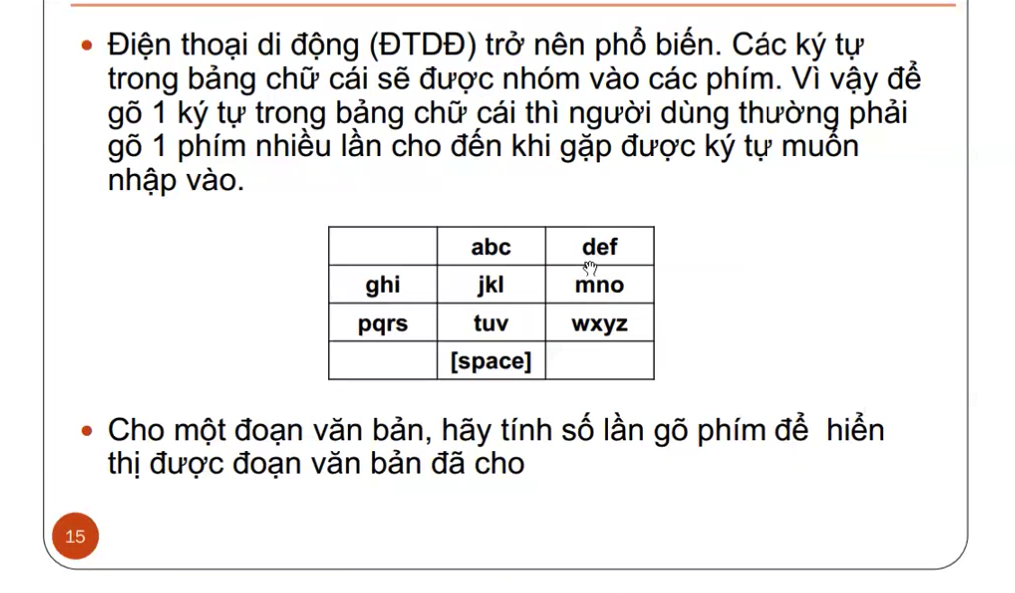 Điện thoại di động (ĐTDĐ) trở nên phổ biến. Các ký tự
trong bảng chữ cái sẽ được nhóm vào các phím. Vì vậy để
gõ 1 ký tự trong bảng chữ cái thì người dùng thường phải
gõ 1 phím nhiều lần cho đến khi gặp được ký tự muốn
nhập vào.
abc def
ghi jkl mno
pqrs tuv wxyz
[space]
Cho một đoạn văn bản, hãy tính số lần gõ phím để hiển
thị được đoạn văn bản đã cho
15